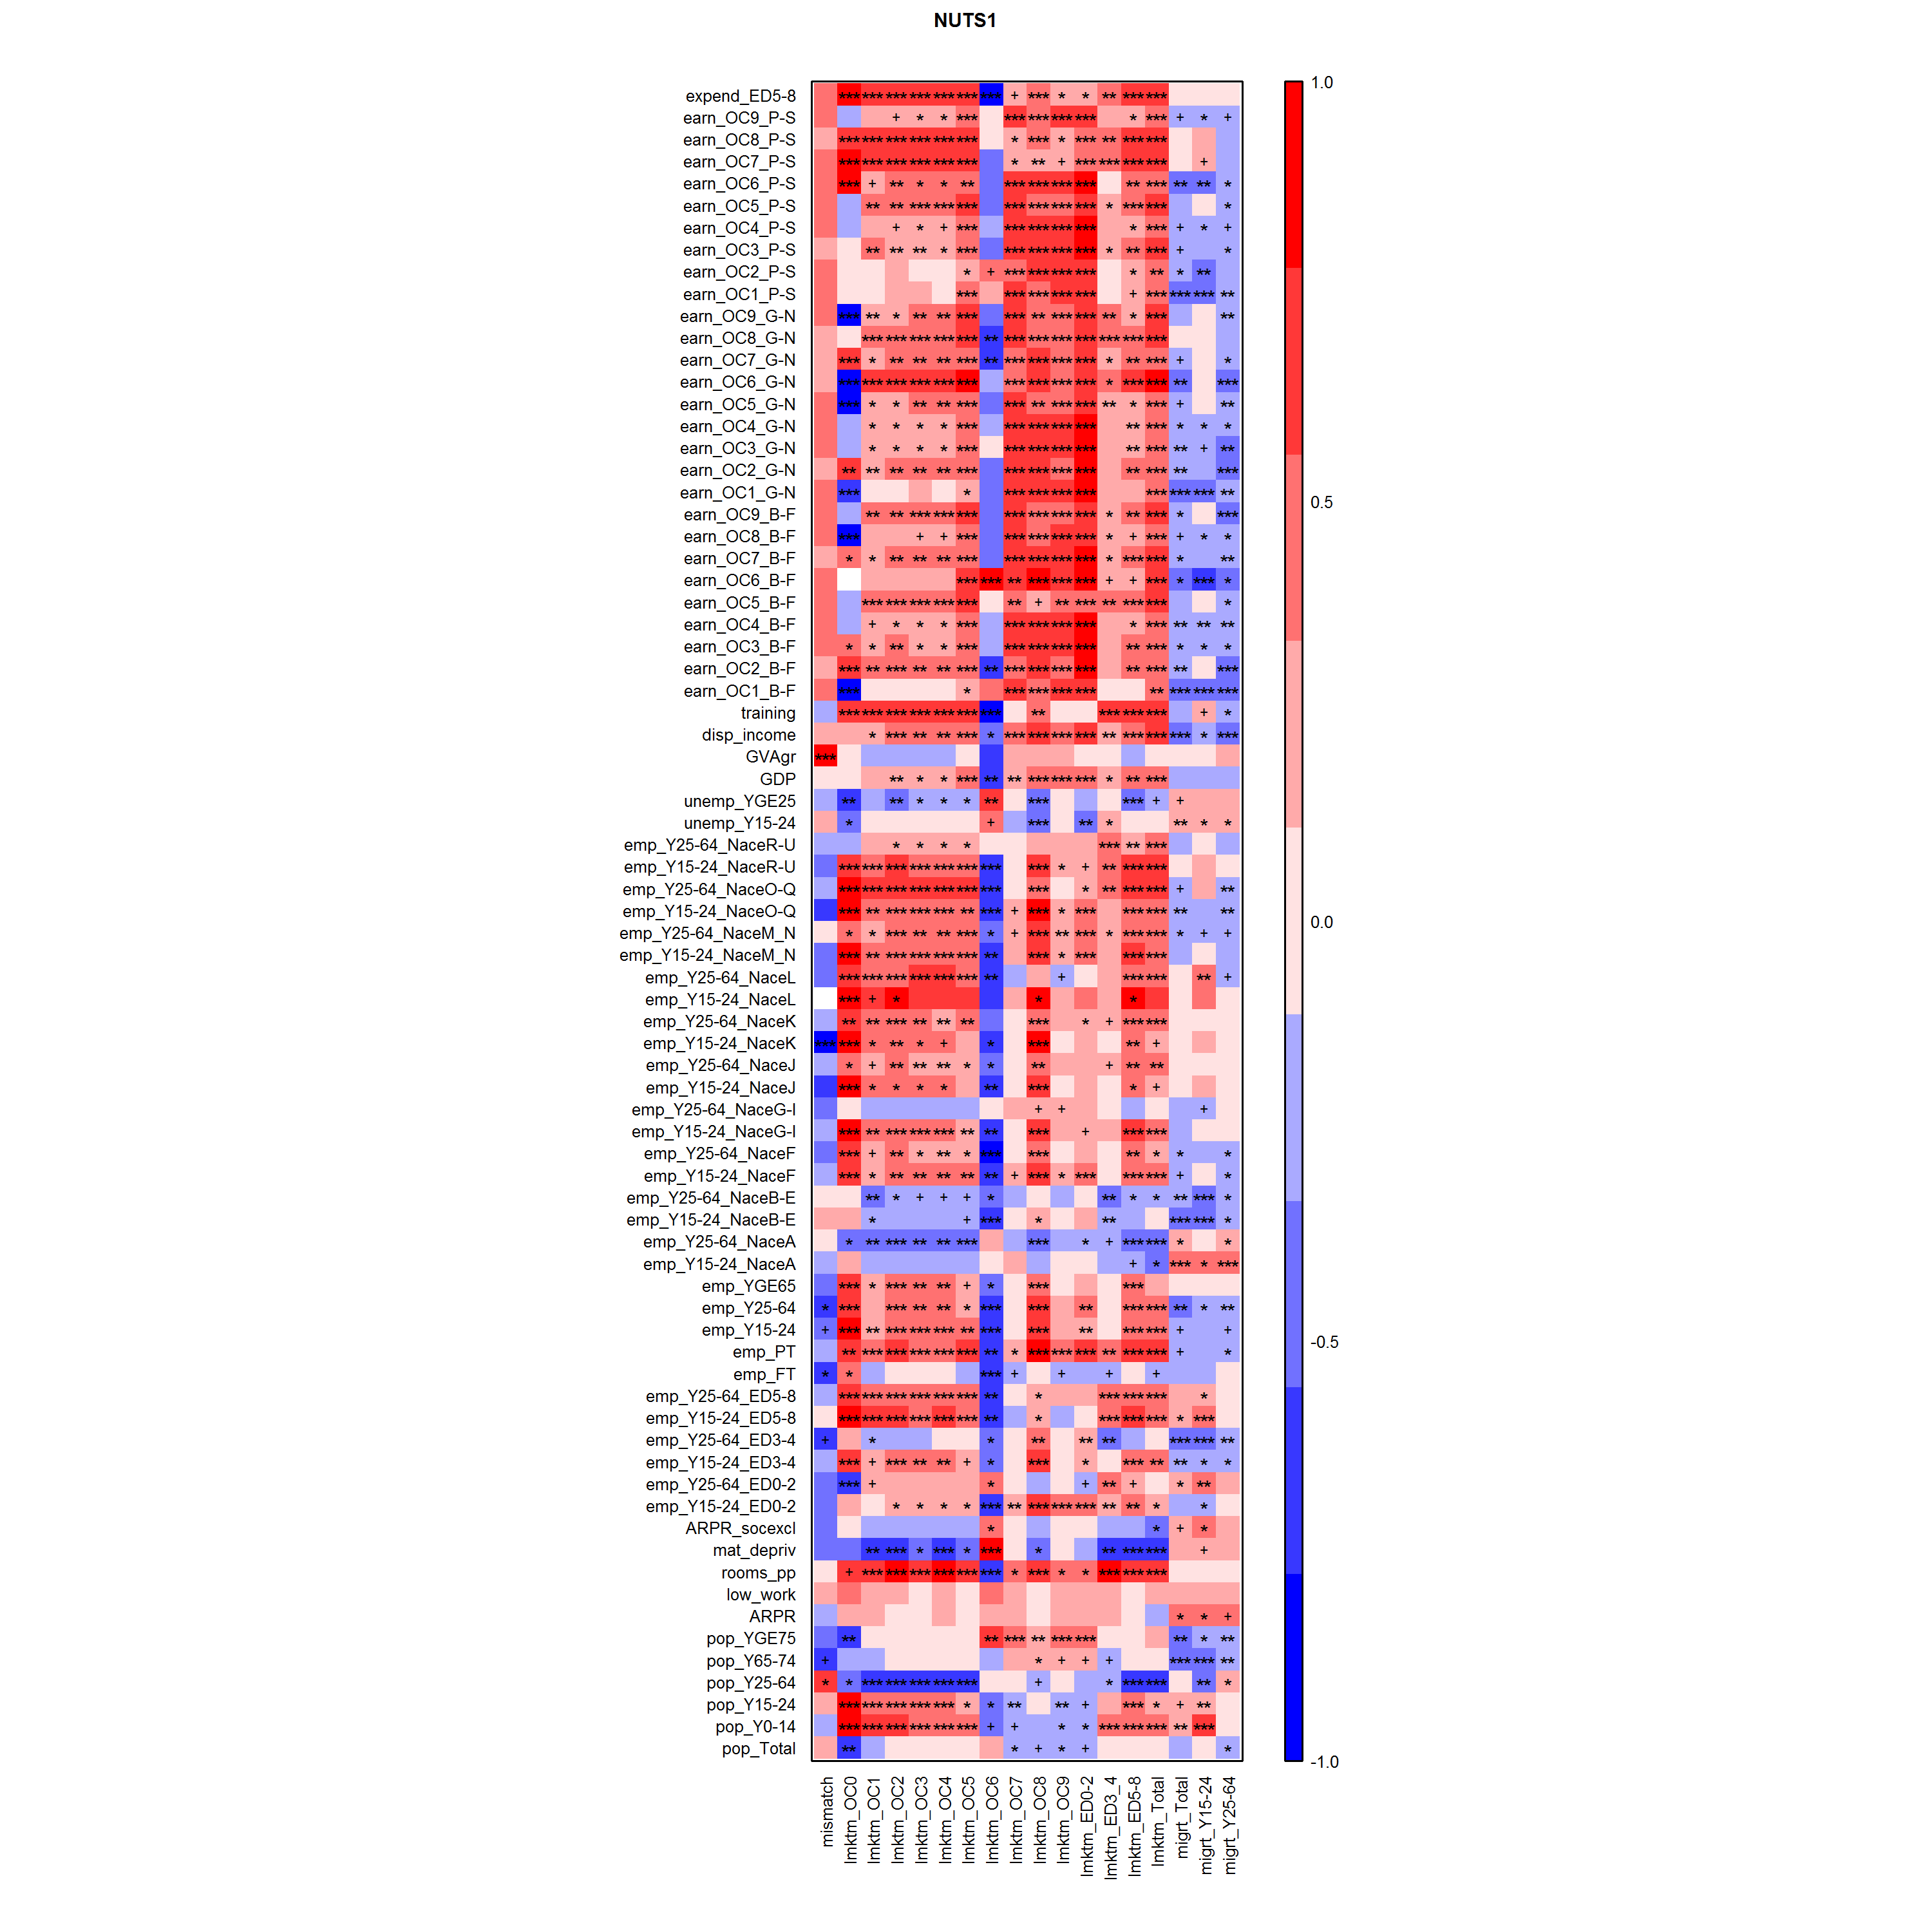 NUTS1
expend_ED5-8
earn_OC9_P-S
earn_OC8_P-S
earn_OC7_P-S
earn_OC6_P-S
earn_OC5_P-S
earn_OC4_P-S
earn_OC3_P-S
earn_OC2_P-S
earn_OC1_P-S
earn_OC9_G-N
earn_OC8_G-N
earn_OC7_G-N
earn_OC6_G-N
earn_OC5_G-N
earn_OC4_G-N
earn_OC3_G-N
earn_OC2_G-N
earn_OC1_G-N
earn_OC9_B-F
earn_OC8_B-F
earn_OC7_B-F
earn_OC6_B-F
earn_OC5_B-F
earn_OC4_B-F
earn_OC3_B-F
earn_OC2_B-F
earn_OC1_B-F
training
disp_income
GVAgr
GDP
unemp_YGE25
unemp_Y15-24
emp_Y25-64_NaceR-U
emp_Y15-24_NaceR-U
emp_Y25-64_NaceO-Q
emp_Y15-24_NaceO-Q
emp_Y25-64_NaceM_N
emp_Y15-24_NaceM_N
emp_Y25-64_NaceL
emp_Y15-24_NaceL
emp_Y25-64_NaceK
emp_Y15-24_NaceK
emp_Y25-64_NaceJ
emp_Y15-24_NaceJ
emp_Y25-64_NaceG-I
emp_Y15-24_NaceG-I
emp_Y25-64_NaceF
emp_Y15-24_NaceF
emp_Y25-64_NaceB-E
emp_Y15-24_NaceB-E
emp_Y25-64_NaceA
emp_Y15-24_NaceA
emp_YGE65
emp_Y25-64
emp_Y15-24
emp_PT
emp_FT
emp_Y25-64_ED5-8
emp_Y15-24_ED5-8
emp_Y25-64_ED3-4
emp_Y15-24_ED3-4
emp_Y25-64_ED0-2
emp_Y15-24_ED0-2
ARPR_socexcl
mat_depriv
rooms_pp
low_work
ARPR
pop_YGE75
pop_Y65-74
pop_Y25-64
pop_Y15-24
pop_Y0-14
pop_Total
mismatch
lmktm_OC0
lmktm_OC1
lmktm_OC2
lmktm_OC3
lmktm_OC4
lmktm_OC5
lmktm_OC6
lmktm_OC7
lmktm_OC8
lmktm_OC9
lmktm_ED0-2
lmktm_ED3_4
lmktm_ED5-8
lmktm_Total
migrt_Total
migrt_Y15-24
migrt_Y25-64
1.0
0.5
0.0
-0.5
-1.0